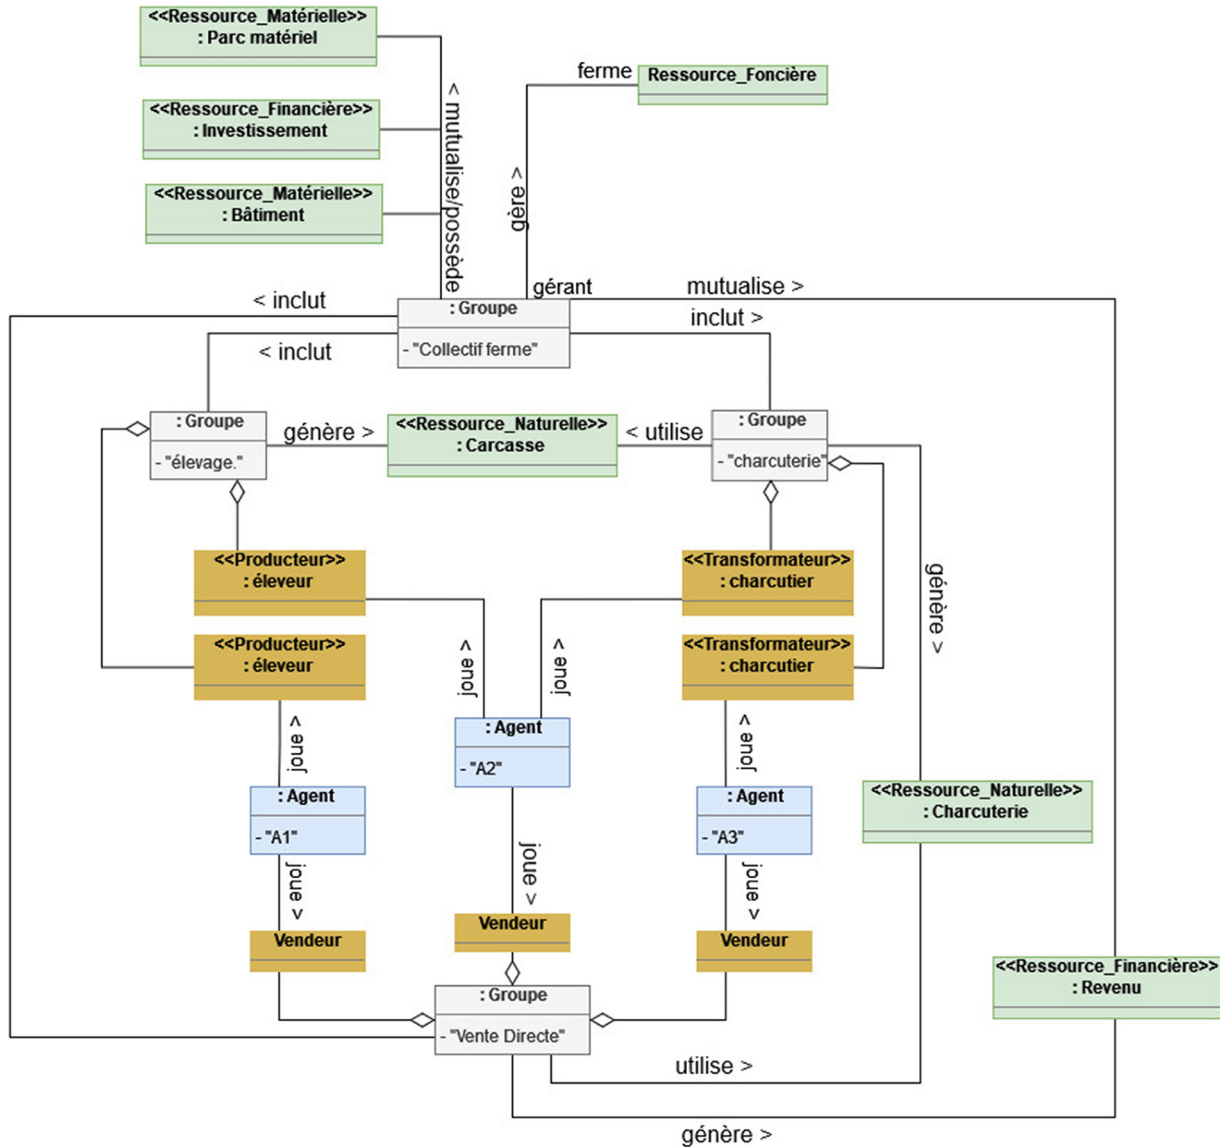 <<Ressource_Matérielle>>
: Parc matériel
<<Ressource_Financière>>
: Investissement
<<Ressource_Matérielle>>
: Bâtiment
< mutualise/possède
ferme
Ressource_Foncière
gère >
gérant
mutualise >
< inclut
: Groupe
- "Collectif ferme"
inclut >
< inclut
: Groupe
- "élevage."
génère >
<<Ressource_Naturelle>>
: Carcasse
< utilise
: Groupe
- "charcuterie"
<<Producteur>>
: éleveur
<<Transformateur>>
: charcutier
génère >
<<Producteur>>
: éleveur
<<Transformateur>>
: charcutier
joue >
joue >
joue >
joue >
: Agent
- "A2"
: Agent
- "A1"
: Agent
- "A3"
<<Ressource_Naturelle>>
: Charcuterie
joue >
joue >
joue >
Vendeur
Vendeur
Vendeur
<<Ressource_Financière>>
: Revenu
: Groupe
- "Vente Directe"
utilise >
génère >